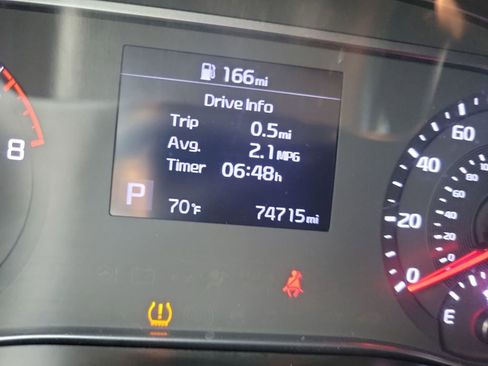 166mi
Drive Info
Trip 0.5mi
Avg. 2.1MPG
Timer 06:48h
P
70°F 74715mi
8
60
40
20
0
E